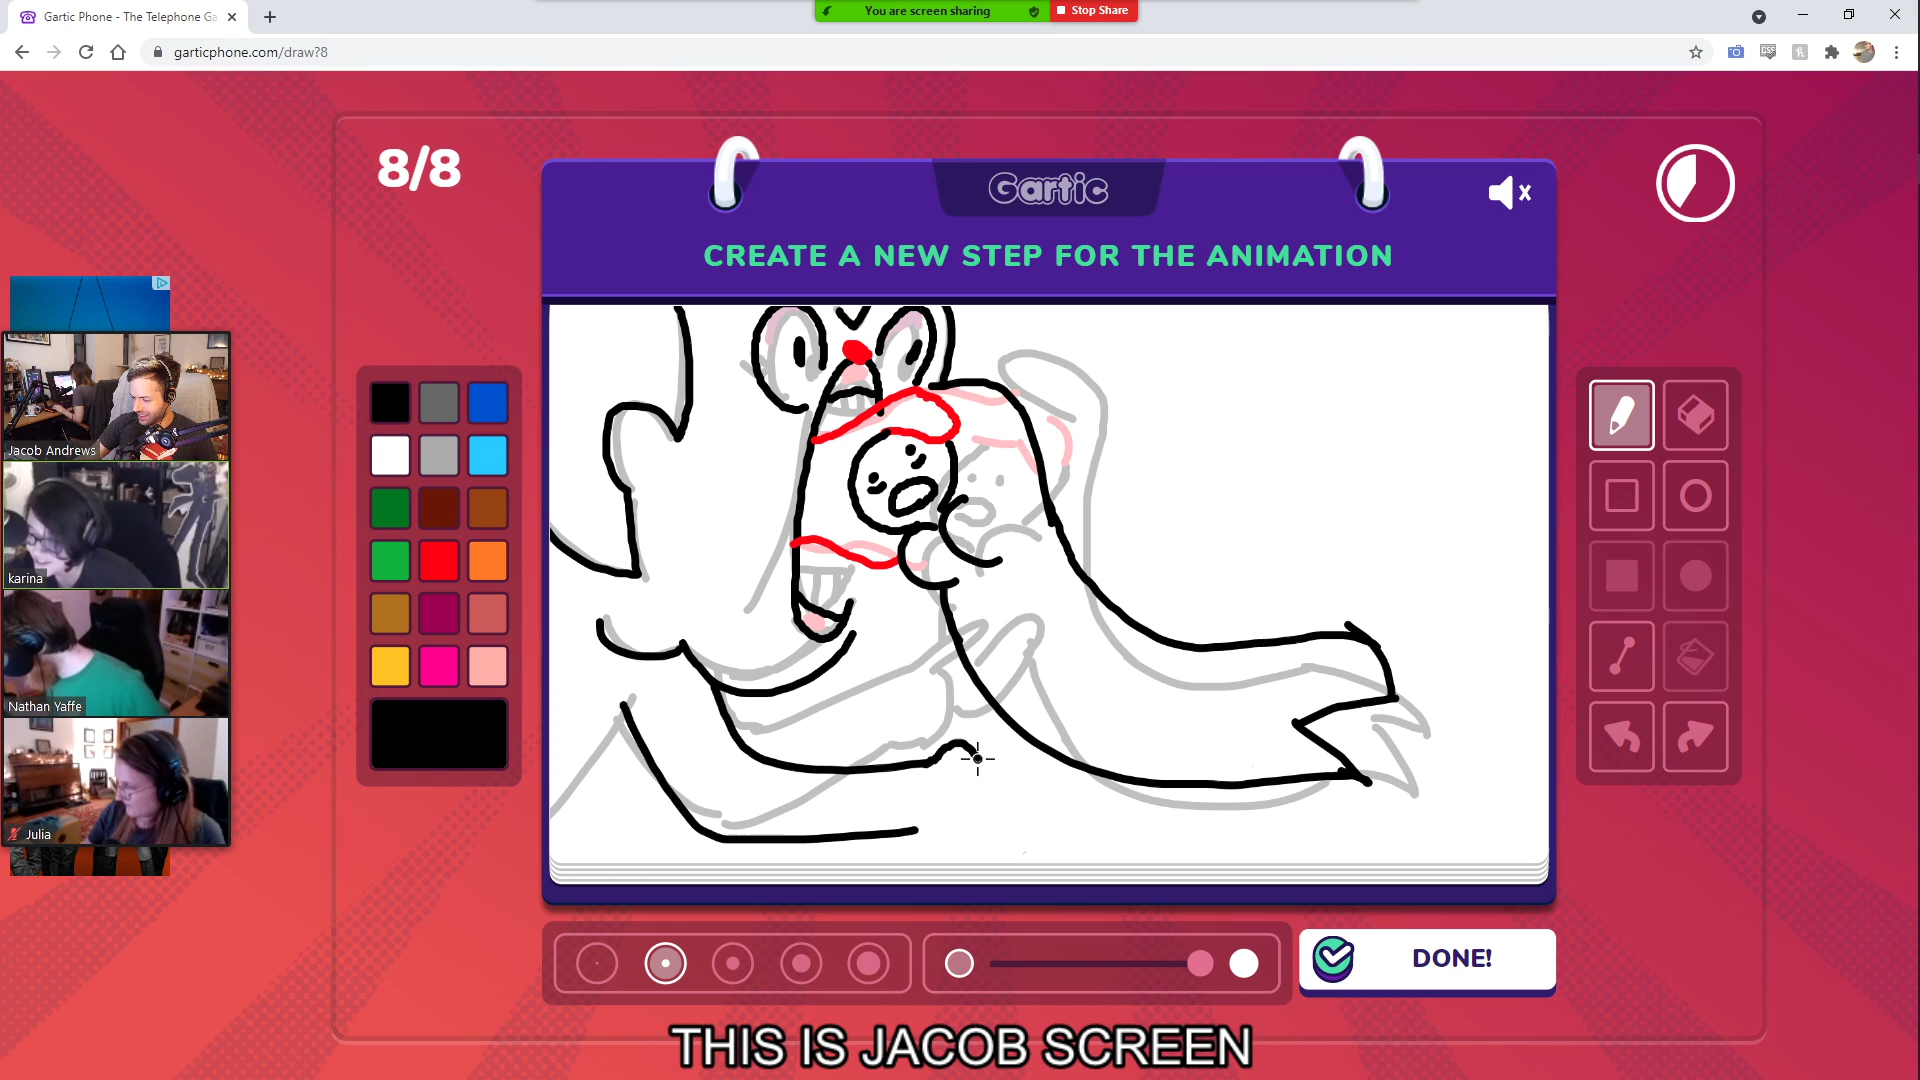 Gartic Phone - The Telephone Ga
You are screen sharing
Stop Share
garticphone.com/draw?8
CSS
8/8
Gartic
CREATE A NEW STEP FOR THE ANIMATION
Jacob Andrews
karina
Nathan Yaffe
Julia
DONE!
THIS IS JACOB SCREEN